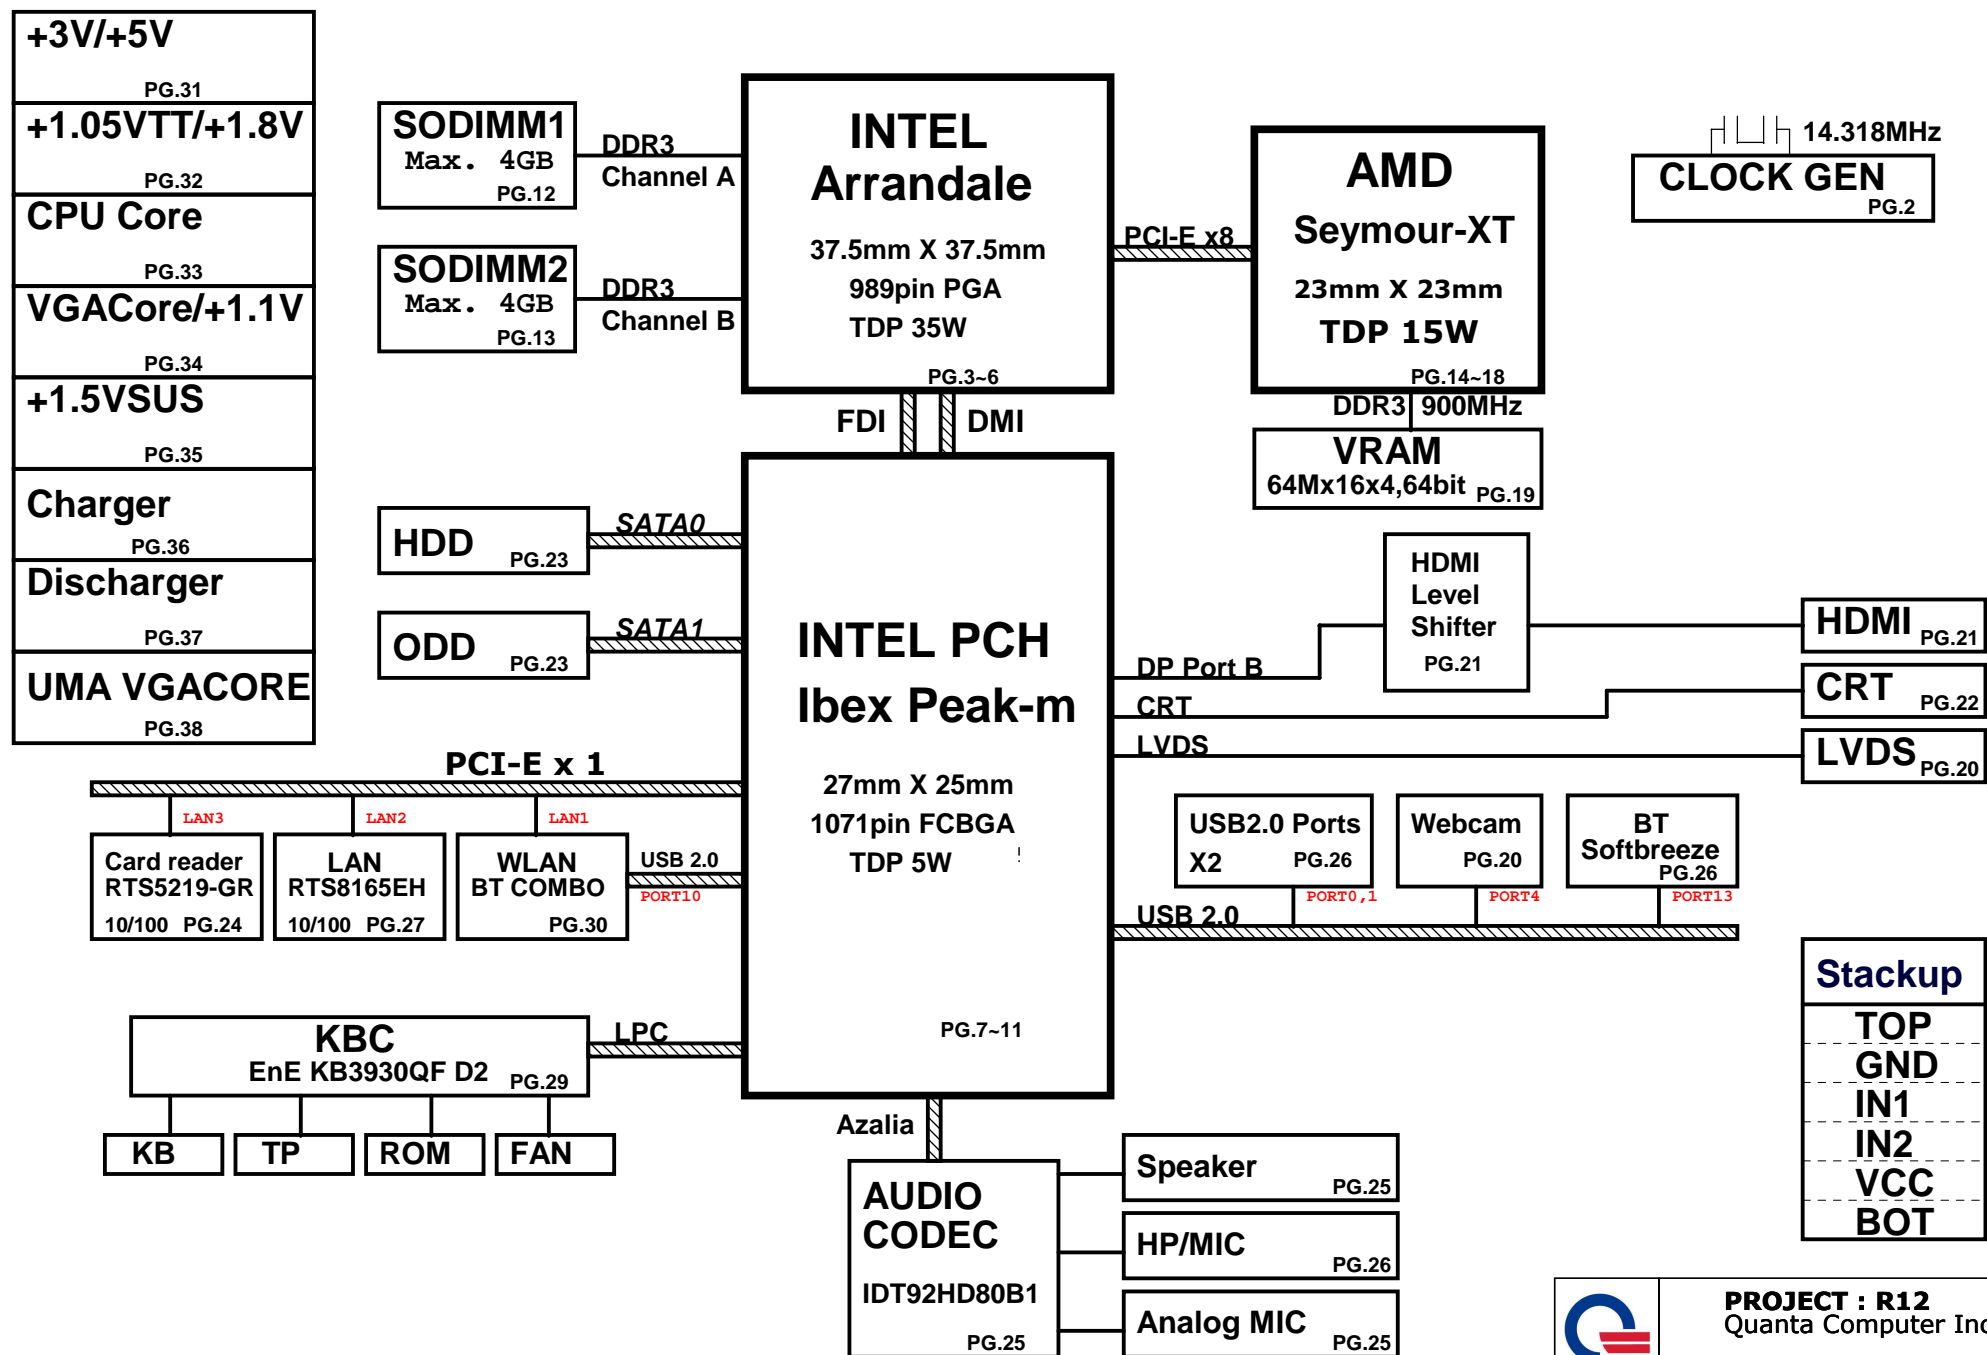 +3V/+5V
PG.31
+1.05VTT/+1.8V
PG.32
CPU Core
PG.33
VGACore/+1.1V
PG.34
+1.5VSUS
PG.35
Charger
PG.36
Discharger
PG.37
UMA VGACORE
PG.38
SODIMM1
Max. 4GB
PG.12
DDR3
Channel A
SODIMM2
Max. 4GB
PG.13
DDR3
Channel B
INTEL
Arrandale
37.5mm X 37.5mm
989pin PGA
TDP 35W
PG.3~6
PCI-E x8
AMD
Seymour-XT
23mm X 23mm
TDP 15W
PG.14~18
DDR3 900MHz
VRAM
64Mx16x4,64bit PG.19
14.318MHz
CLOCK GEN
PG.2
FDI
DMI
HDD PG.23
SATA0
ODD PG.23
SATA1
INTEL PCH
Ibex Peak-m
27mm X 25mm
1071pin FCBGA
TDP 5W
PG.7~11
HDMI
Level
Shifter
PG.21
DP Port B
CRT
LVDS
HDMI PG.21
CRT PG.22
LVDS PG.20
PCI-E x 1
LAN3
LAN2
LAN1
Card reader
RTS5219-GR
10/100 PG.24
LAN
RTS8165EH
10/100 PG.27
WLAN
BT COMBO
PG.30
USB 2.0
PORT10
USB2.0 Ports
X2 PG.26
Webcam
PG.20
BT
Softbreeze
PG.26
PORT0,1
PORT4
PORT13
USB 2.0
KBC
EnE KB3930QF D2 PG.29
LPC
KB
TP
ROM
FAN
Azalia
AUDIO
CODEC
IDT92HD80B1
PG.25
Speaker
PG.25
HP/MIC
PG.26
Analog MIC
PG.25
Stackup
TOP
GND
IN1
IN2
VCC
BOT
PROJECT : R12
Quanta Computer Inc